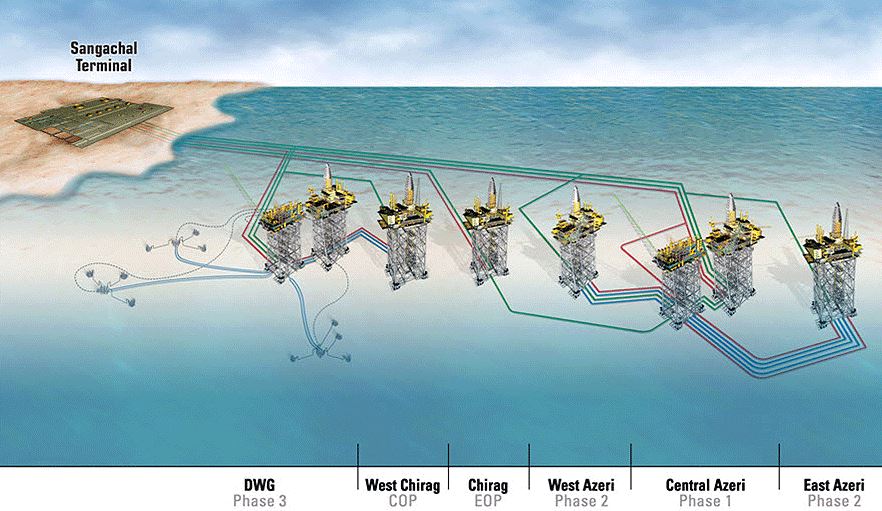 Sangachal
Terminal
DWG
Phase 3
West Chirag
COP
Chirag
EOP
West Azeri
Phase 2
Central Azeri
Phase 1
East Azeri
Phase 2